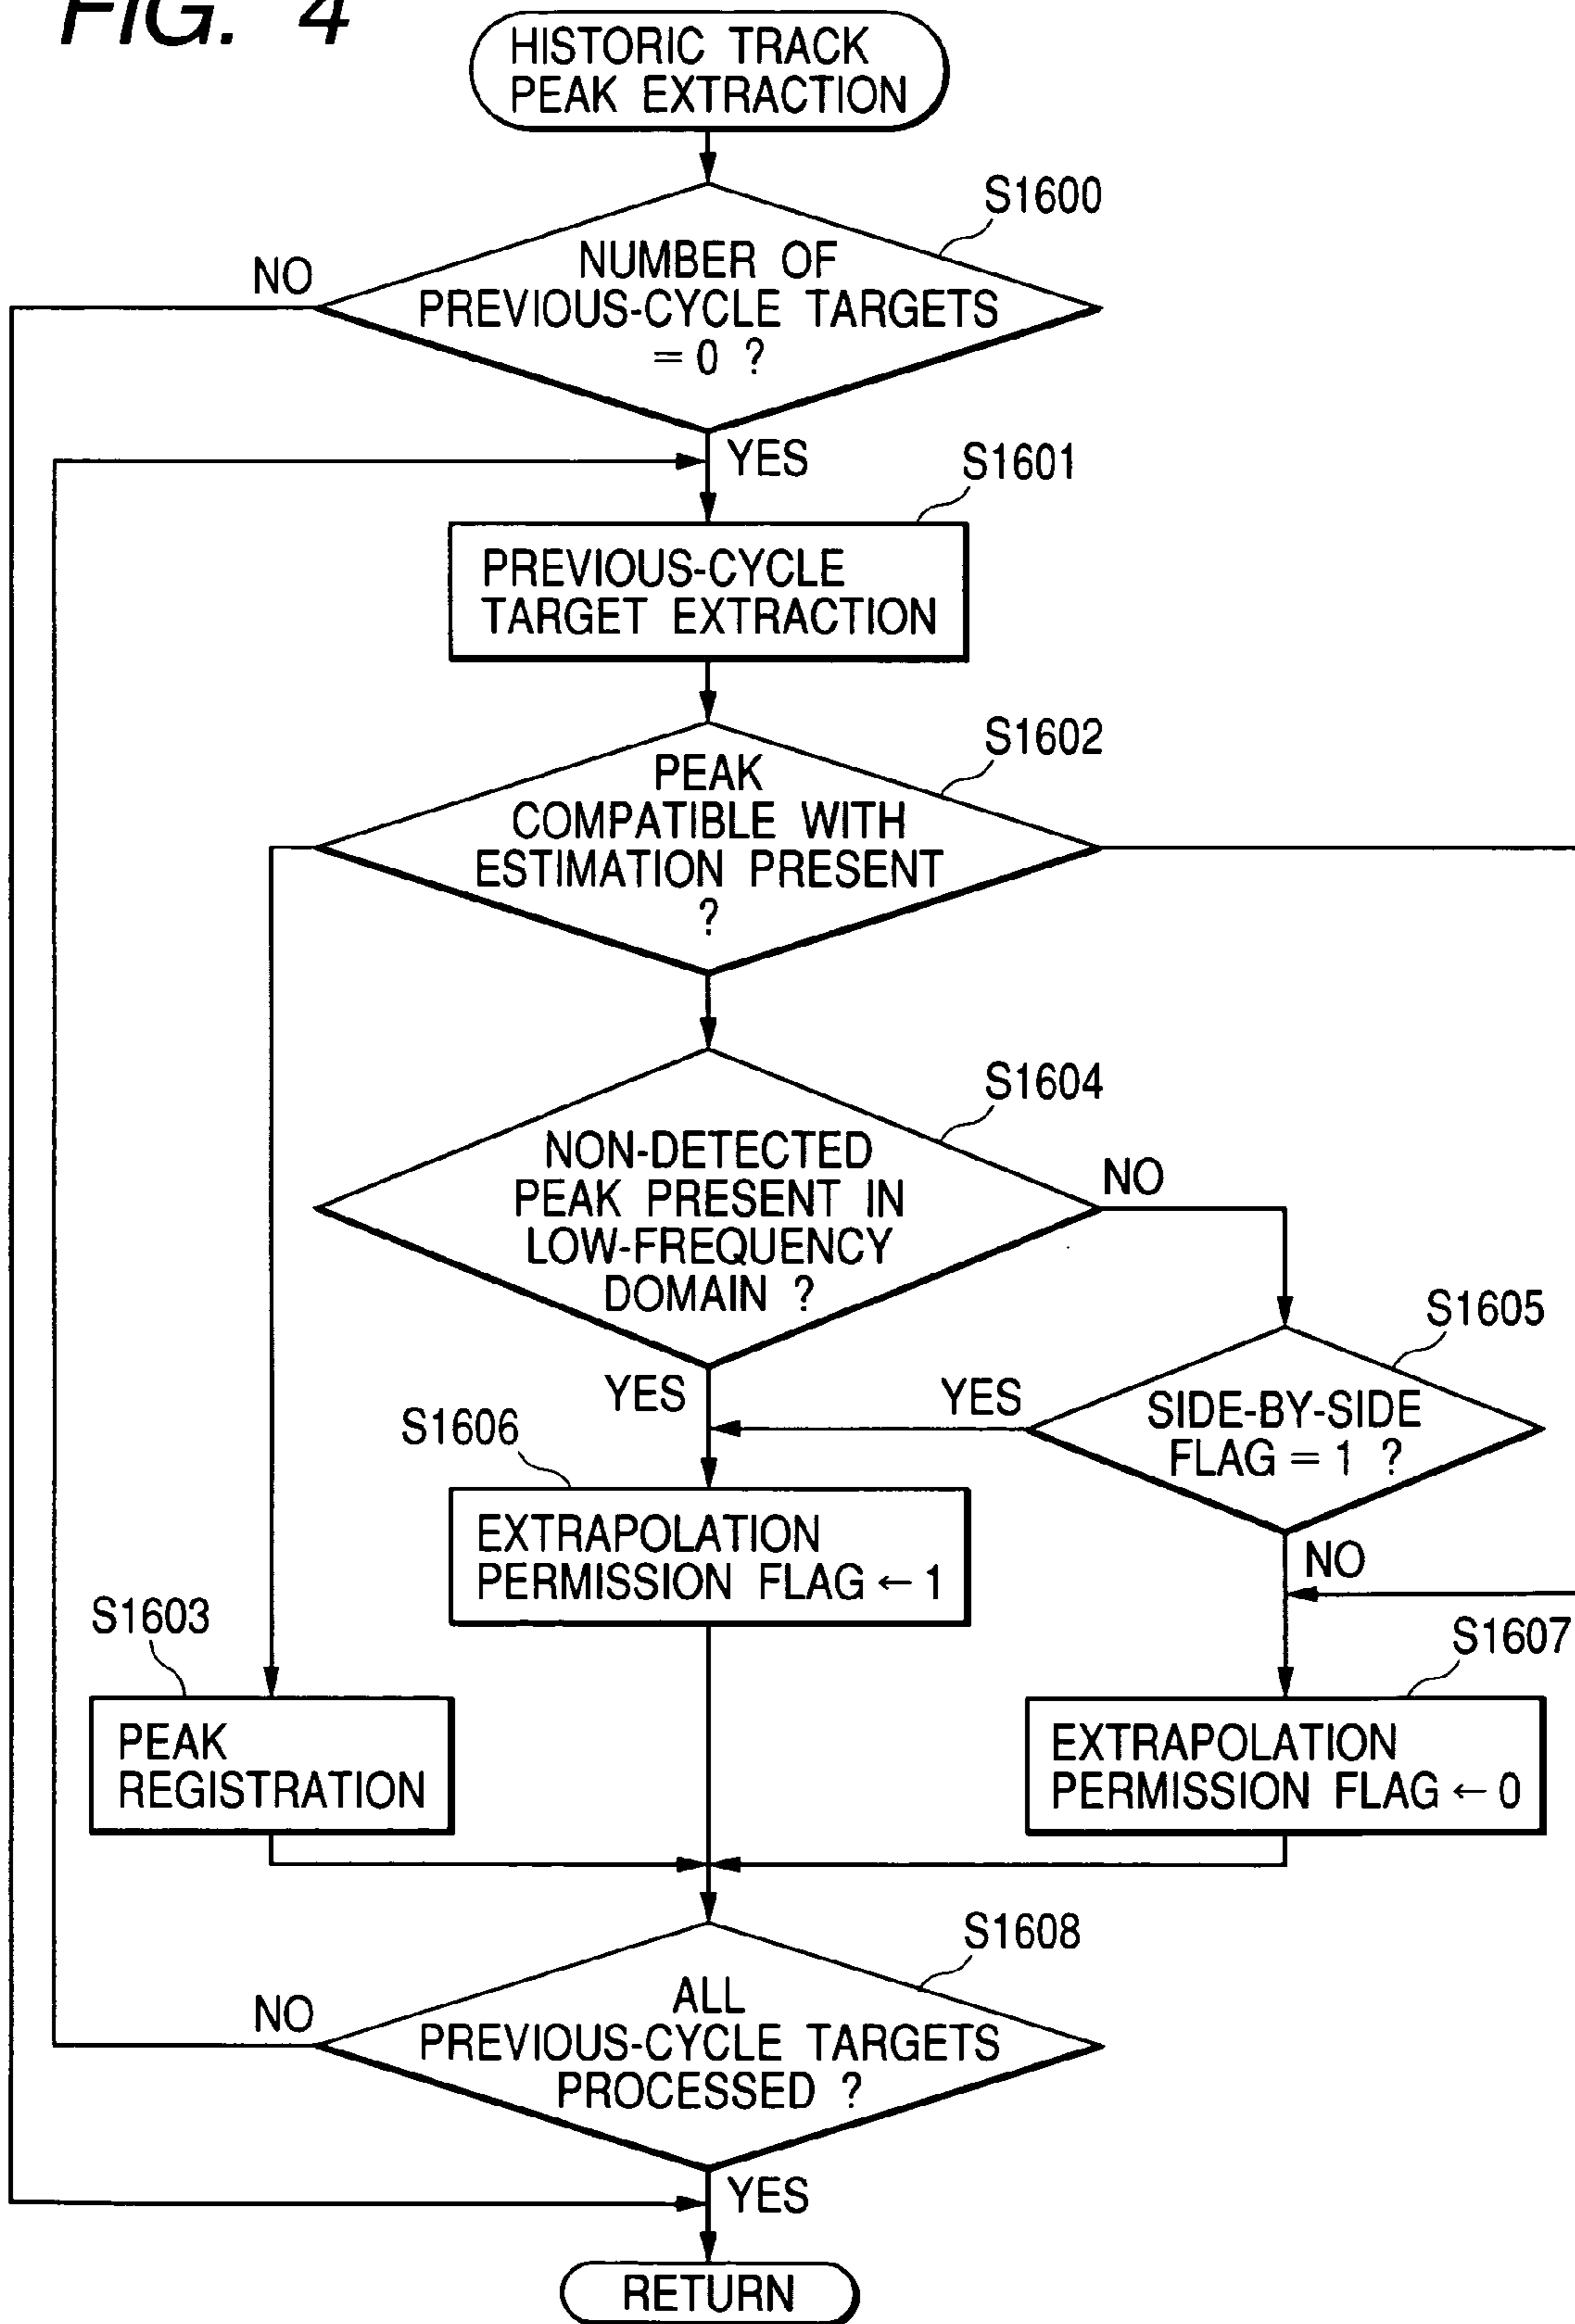 FIG. 4
HISTORIC TRACK
PEAK EXTRACTION
S1600
NUMBER OF
PREVIOUS-CYCLE TARGETS
= 0 ?
NO
YES
S1601
PREVIOUS-CYCLE
TARGET EXTRACTION
S1602
PEAK
COMPATIBLE WITH
ESTIMATION PRESENT
?
S1604
NON-DETECTED
PEAK PRESENT IN
LOW-FREQUENCY
DOMAIN ?
NO
YES
S1605
SIDE-BY-SIDE
FLAG = 1 ?
YES
NO
S1606
EXTRAPOLATION
PERMISSION FLAG ← 1
S1603
PEAK
REGISTRATION
S1607
EXTRAPOLATION
PERMISSION FLAG ← 0
S1608
ALL
PREVIOUS-CYCLE TARGETS
PROCESSED ?
NO
YES
RETURN